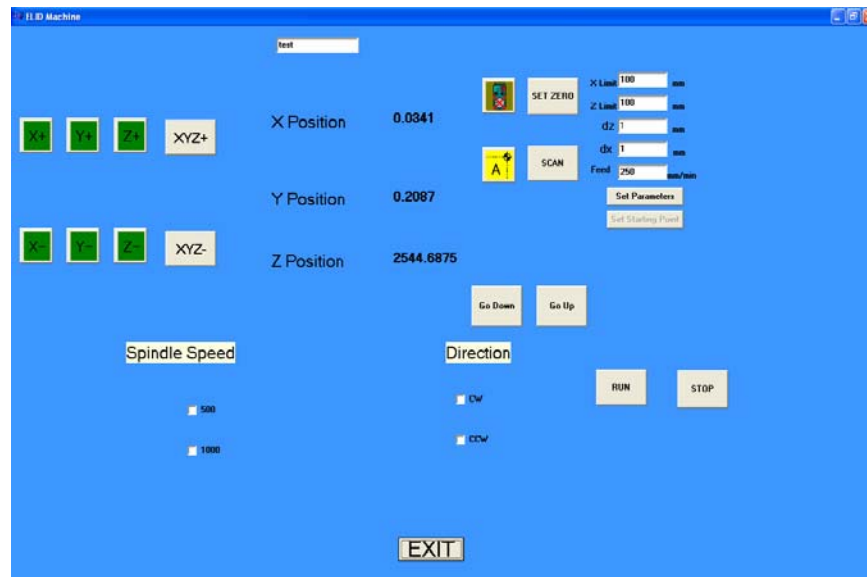 ELID Machine
test
X Limit 100 mm
SET ZERO
Z Limit 100 mm
X Position 0.0341
dz 1 mm
X+ Y+ Z+ XYZ+
dx 1 mm
A SCAN
Feed 250 mm/min
Y Position 0.2087
Set Parameters
Set Starting Point
X- Y- Z- XYZ-
Z Position 2544.6875
Go Down Go Up
Spindle Speed Direction
RUN STOP
500 CW
1000 CCW
EXIT